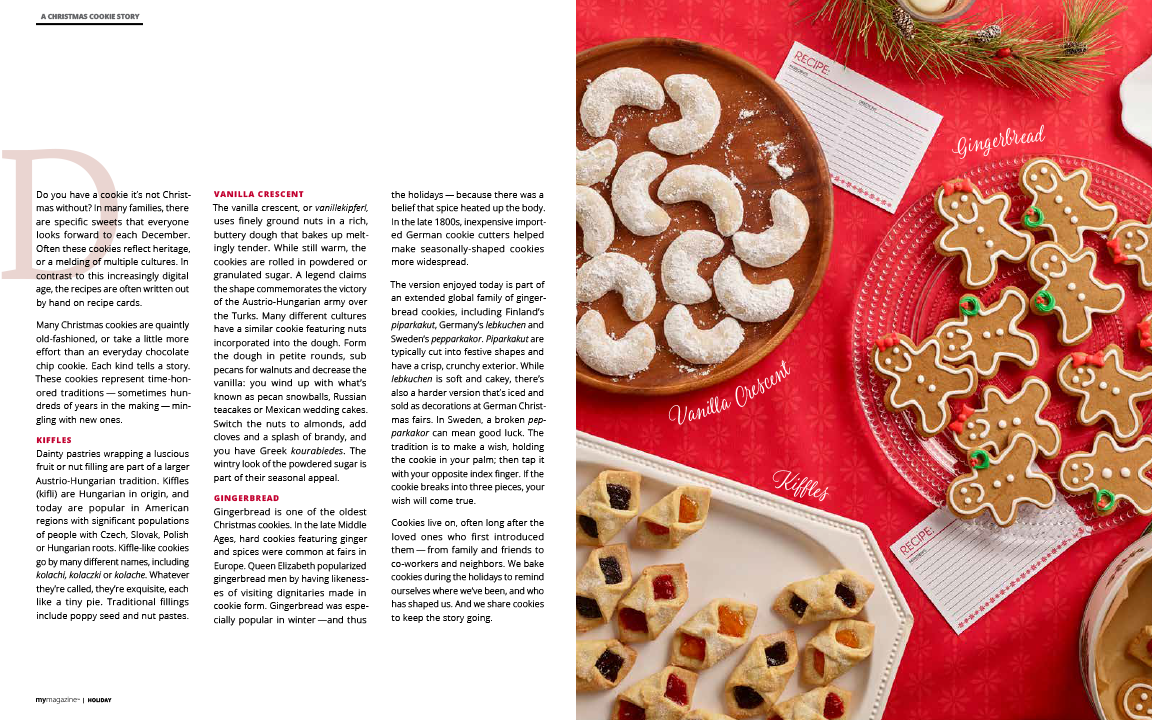 A CHRISTMAS COOKIE STORY
D
Do you have a cookie it's not Christ-
mas without? In many families, there
are specific sweets that everyone
looks forward to each December.
Often these cookies reflect heritage,
or a melding of multiple cultures. In
contrast to this increasingly digital
age, the recipes are often written out
by hand on recipe cards.
Many Christmas cookies are quaintly
old-fashioned, or take a little more
effort than an everyday chocolate
chip cookie. Each kind tells a story.
These cookies represent time-hon-
ored traditions — sometimes hun-
dreds of years in the making — min-
gling with new ones.
KIFFLES
Dainty pastries wrapping a luscious
fruit or nut filling are part of a larger
Austrio-Hungarian tradition. Kiffles
(kifli) are Hungarian in origin, and
today are popular in American
regions with significant populations
of people with Czech, Slovak, Polish
or Hungarian roots. Kiffle-like cookies
go by many different names, including
kolachi, kolaczki or kolache. Whatever
they're called, they're exquisite, each
like a tiny pie. Traditional fillings
include poppy seed and nut pastes.
VANILLA CRESCENT
The vanilla crescent, or vanillekipferl,
uses finely ground nuts in a rich,
buttery dough that bakes up melt-
ingly tender. While still warm, the
cookies are rolled in powdered or
granulated sugar. A legend claims
the shape commemorates the victory
of the Austrio-Hungarian army over
the Turks. Many different cultures
have a similar cookie featuring nuts
incorporated into the dough. Form
the dough in petite rounds, sub
pecans for walnuts and decrease the
vanilla: you wind up with what's
known as pecan snowballs, Russian
teacakes or Mexican wedding cakes.
Switch the nuts to almonds, add
cloves and a splash of brandy, and
you have Greek kourabiedes. The
wintry look of the powdered sugar is
part of their seasonal appeal.
GINGERBREAD
Gingerbread is one of the oldest
Christmas cookies. In the late Middle
Ages, hard cookies featuring ginger
and spices were common at fairs in
Europe. Queen Elizabeth popularized
gingerbread men by having likeness-
es of visiting dignitaries made in
cookie form. Gingerbread was espe-
cially popular in winter —and thus
the holidays — because there was a
belief that spice heated up the body.
In the late 1800s, inexpensive import-
ed German cookie cutters helped
make seasonally-shaped cookies
more widespread.
The version enjoyed today is part of
an extended global family of ginger-
bread cookies, including Finland's
piparkakut, Germany's lebkuchen and
Sweden's pepparkakor. Piparkakut are
typically cut into festive shapes and
have a crisp, crunchy exterior. While
lebkuchen is soft and cakey, there's
also a harder version that's iced and
sold as decorations at German Christ-
mas fairs. In Sweden, a broken pep-
parkakor can mean good luck. The
tradition is to make a wish, holding
the cookie in your palm; then tap it
with your opposite index finger. If the
cookie breaks into three pieces, your
wish will come true.
Cookies live on, often long after the
loved ones who first introduced
them — from family and friends to
co-workers and neighbors. We bake
cookies during the holidays to remind
ourselves where we've been, and who
has shaped us. And we share cookies
to keep the story going.
mymagazine | HOLIDAY
RECIPE:
Gingerbread
Vanilla Crescent
Kiffles
RECIPE: